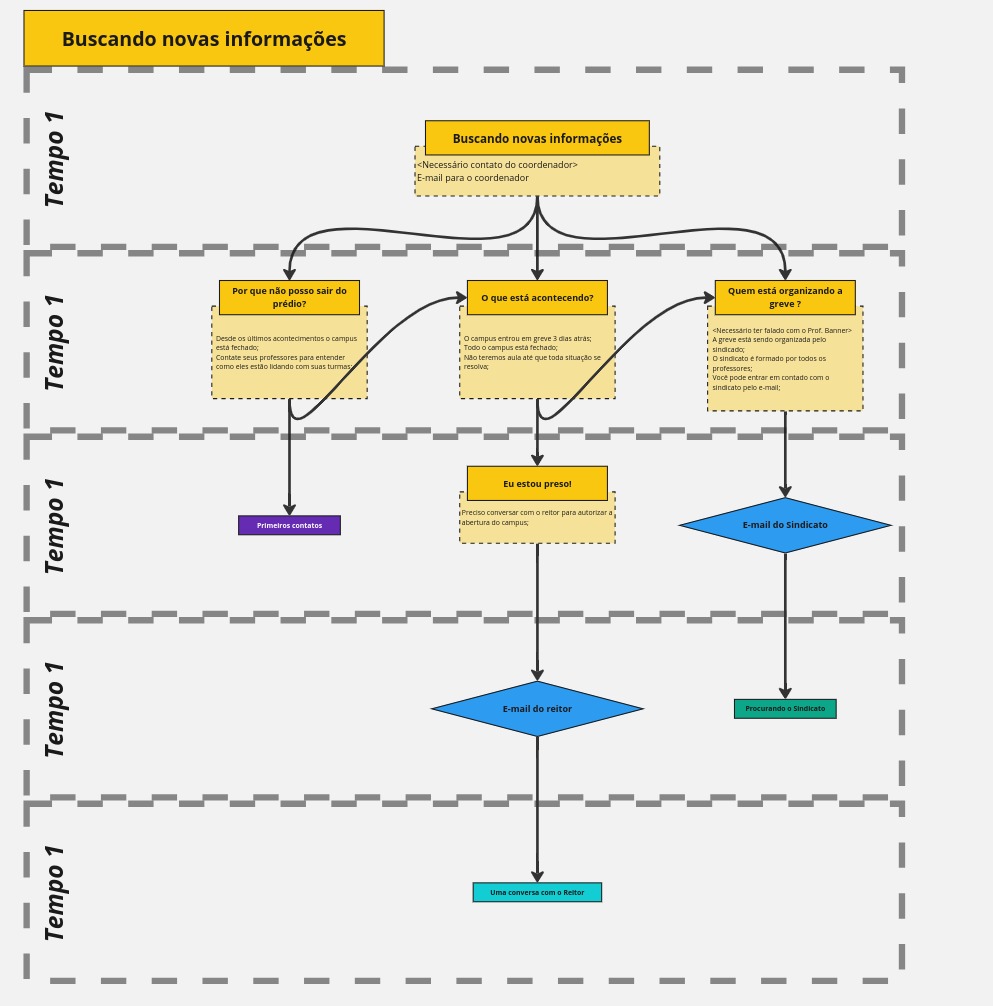 Buscando novas informações
Tempo 1
Buscando novas informações
<Necessário contato do coordenador>
E-mail para o coordenador
Tempo 1
Por que não posso sair do
prédio?
Desde os últimos acontecimentos o campus
está fechado;
Contate seus professores para entender
como eles estão lidando com suas turmas;
O que está acontecendo?
O campus entrou em greve 3 dias atrás;
Todo o campus está fechado;
Não teremos aula até que toda situação se
resolva;
Quem está organizando a
greve ?
<Necessário ter falado com o Prof. Banner>
A greve está sendo organizada pelo
sindicado;
O sindicato é formado por todos os
professores;
Você pode entrar em contado com o
sindicato pelo e-mail;
Tempo 1
Primeiros contatos
Eu estou preso!
Preciso conversar com o reitor para autorizar a
abertura do campus;
E-mail do Sindicato
Tempo 1
E-mail do reitor
Procurando o Sindicato
Tempo 1
Uma conversa com o Reitor